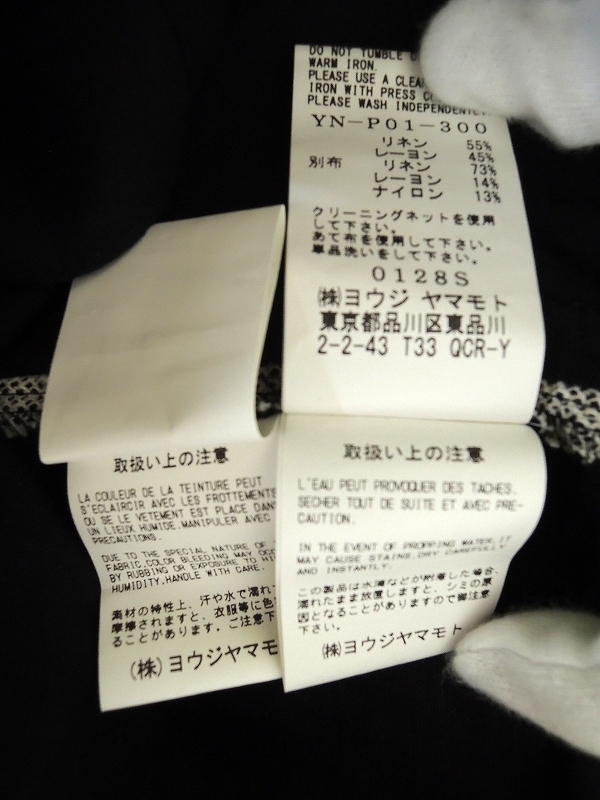 DO NOT TUMBLE
WARM IRON.
PLEASE USE A CLEA
IRON WITH PRESS
PLEASE WASH INDEPENDENTLY.
YN-P01-300
リネン 55%
レーヨン 45%
別布 リネン 73%
レーヨン 14%
ナイロン 13%
クリーニングネットを使用
して下さい。
あて布を使用して下さい。
単品洗いをして下さい。
0128S
㈱ヨウジ ヤマモト
東京都品川区東品川
2-2-43 T33 QCR-Y
取扱い上の注意
LA COULEUR DE LA TEINTURE PEUT
S'ECLAIRCIR AVEC LES FROTTEMENTS
OU SE LE VETEMENT EST PLACE DANS
UN LIEUX HUMIDE.MANIPULER AVEC
PRECAUTIONS.
DUE TO THE SPECIAL NATURE OF
FABRIC,COLOR BLEEDING MAY OCC
BY RUBBING OR EXPOSURE TO
HUMIDITY.HANDLE WITH CARE.
素材の特性上、汗や水で濡れ
摩擦されますと、衣服等に色
ることがあります。ご注意下
(株)ヨウジヤマモ
取扱い上の注意
L'EAU PEUT PROVOQUER DES TACHES.
SECHER TOUT DE SUITE ET AVEC PRE-
CAUTION.
IN THE EVENT OF DROPPING WATER,IT
MAY CAUSE STAINS.DRY CAREFULLY
AND INSTANTLY.
この製品は水滴などが附着した場合、
濡れたまま放置しますと、シミの原
因となることがありますので御注意
下さい。
㈱ヨウジヤマモト